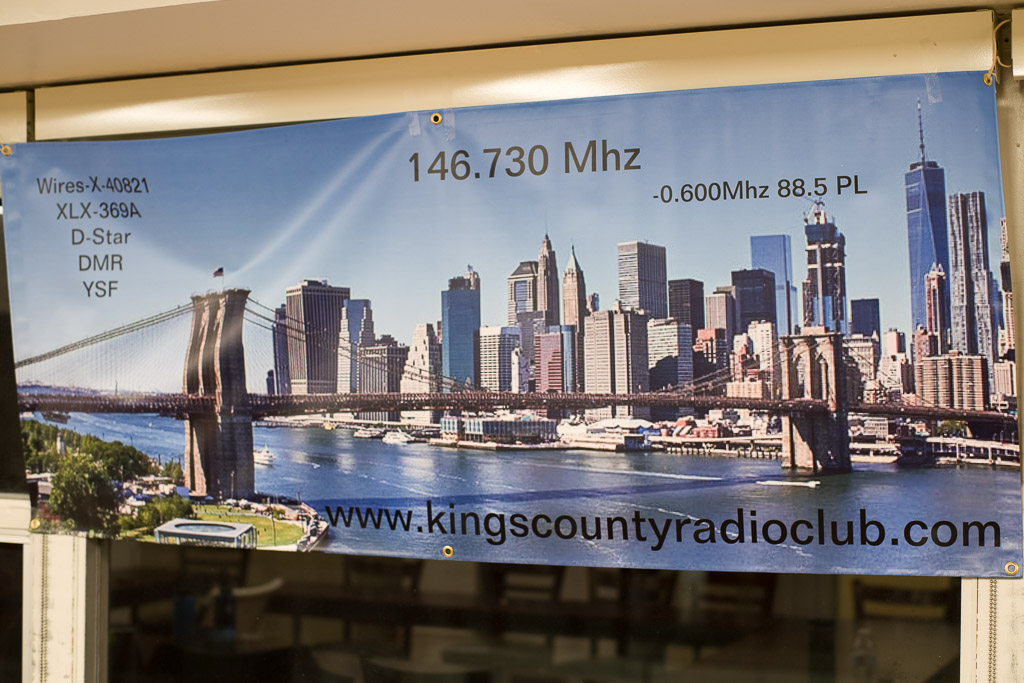 146.730 Mhz
-0.600Mhz 88.5 PL
Wires-X-40821
XLX-369A
D-Star
DMR
YSF
www.kingscountyradioclub.com